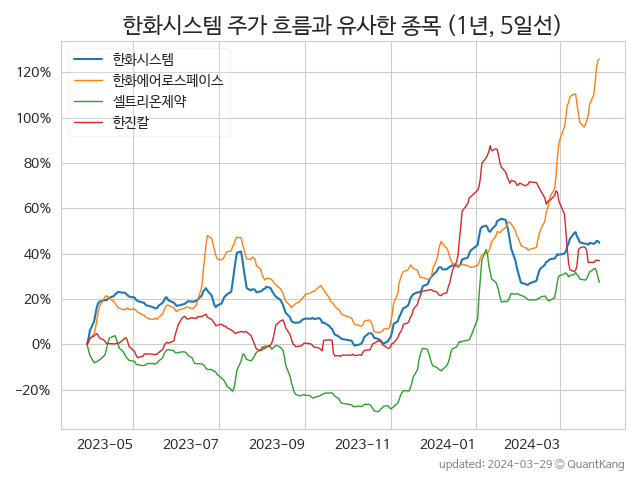 한화시스템 주가 흐름과 유사한 종목 (1년, 5일선)
한화시스템
한화에어로스페이스
셀트리온제약
한진칼
120%
100%
80%
60%
40%
20%
0%
−20%
2023-05 2023-07 2023-09 2023-11 2024-01 2024-03
updated: 2024-03-29 © QuantKang